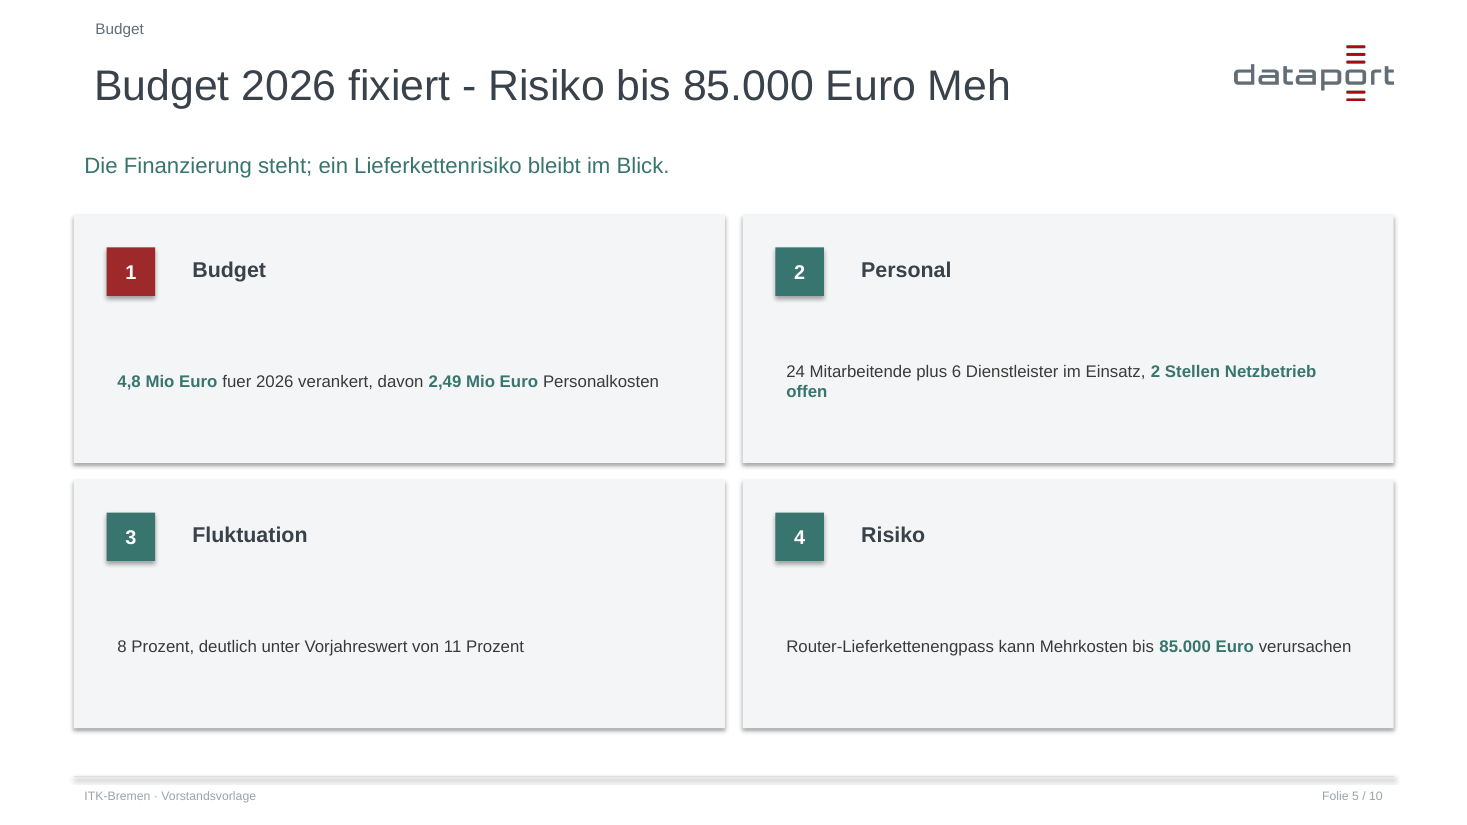 Budget
Budget 2026 fixiert - Risiko bis 85.000 Euro Meh
dataport
Die Finanzierung steht; ein Lieferkettenrisiko bleibt im Blick.
1
Budget
4,8 Mio Euro fuer 2026 verankert, davon 2,49 Mio Euro Personalkosten
2
Personal
24 Mitarbeitende plus 6 Dienstleister im Einsatz, 2 Stellen Netzbetrieb
offen
3
Fluktuation
8 Prozent, deutlich unter Vorjahreswert von 11 Prozent
4
Risiko
Router-Lieferkettenengpass kann Mehrkosten bis 85.000 Euro verursachen
ITK-Bremen · Vorstandsvorlage
Folie 5 / 10